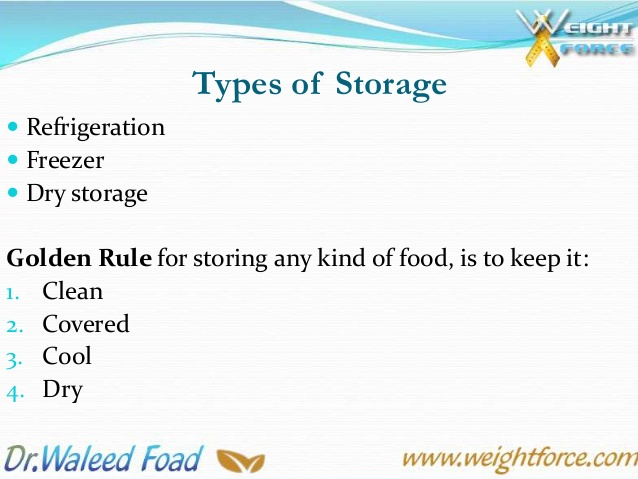 WEIGHT
FORCE
Types of Storage
• Refrigeration
• Freezer
• Dry storage
Golden Rule for storing any kind of food, is to keep it:
1. Clean
2. Covered
3. Cool
4. Dry
Dr.Waleed Foad
www.weightforce.com